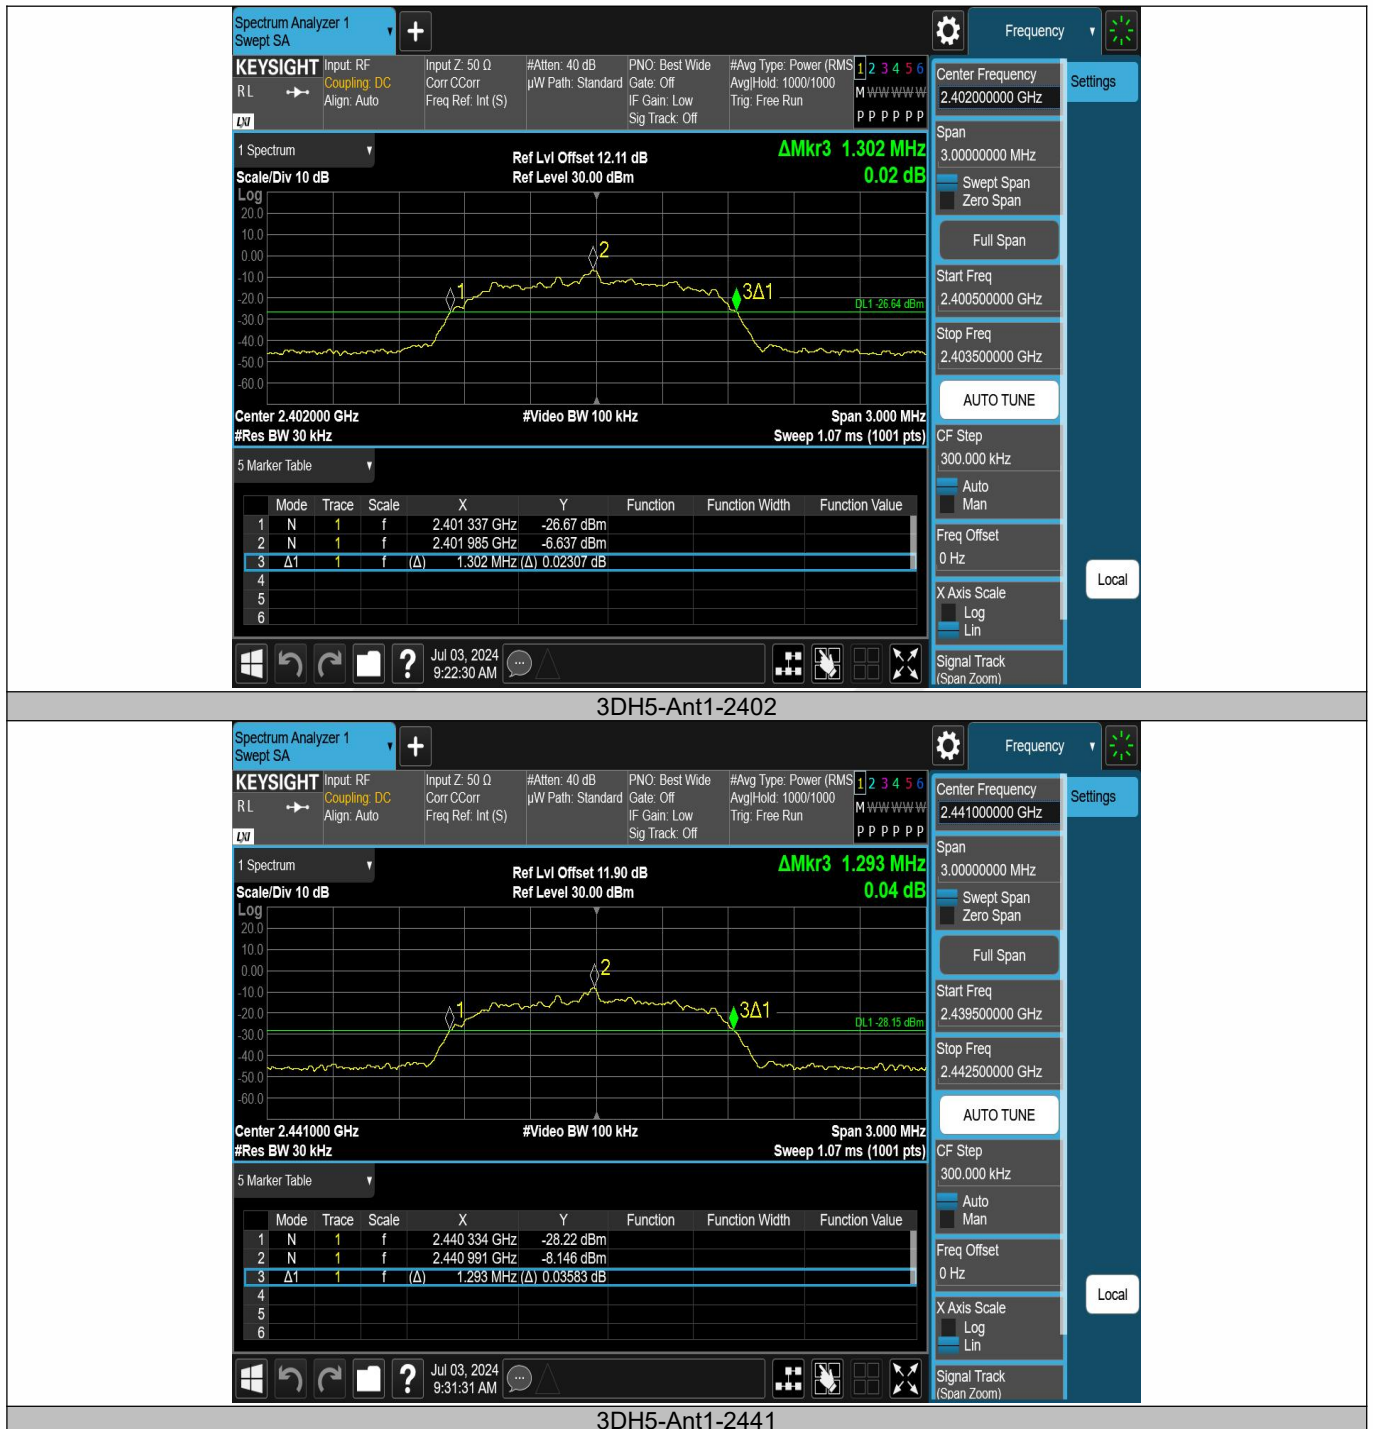 Spectrum Analyzer 1
Swept SA
+
Frequency
KEYSIGHT
RL
LXI
Input: RF
Coupling: DC
Align: Auto
Input Z: 50 Ω
Corr CCorr
Freq Ref: Int (S)
#Atten: 40 dB
µW Path: Standard
PNO: Best Wide
Gate: Off
IF Gain: Low
Sig Track: Off
#Avg Type: Power (RMS
Avg|Hold: 1000/1000
Trig: Free Run
1 2 3 4 5 6
M W W W W W
P P P P P P
Center Frequency
2.402000000 GHz
Settings
1 Spectrum
Ref Lvl Offset 12.11 dB
ΔMkr3 1.302 MHz
Scale/Div 10 dB
Ref Level 30.00 dBm
0.02 dB
Span
3.00000000 MHz
Swept Span
Zero Span
Full Span
Log
20.0
10.0
0.00
-10.0
-20.0
-30.0
-40.0
-50.0
-60.0
1
2
3Δ1
DL1 -26.64 dBm
Start Freq
2.400500000 GHz
Stop Freq
2.403500000 GHz
AUTO TUNE
Center 2.402000 GHz
#Video BW 100 kHz
Span 3.000 MHz
#Res BW 30 kHz
Sweep 1.07 ms (1001 pts)
CF Step
300.000 kHz
Auto
Man
5 Marker Table
Mode Trace Scale X Y Function Function Width Function Value
1 N 1 f 2.401 337 GHz -26.67 dBm
2 N 1 f 2.401 985 GHz -6.637 dBm
3 Δ1 1 f (Δ) 1.302 MHz (Δ) 0.02307 dB
4
5
6
Freq Offset
0 Hz
X Axis Scale
Log
Lin
Local
Signal Track
(Span Zoom)
?
Jul 03, 2024
9:22:30 AM
3DH5-Ant1-2402
Spectrum Analyzer 1
Swept SA
+
Frequency
KEYSIGHT
RL
LXI
Input: RF
Coupling: DC
Align: Auto
Input Z: 50 Ω
Corr CCorr
Freq Ref: Int (S)
#Atten: 40 dB
µW Path: Standard
PNO: Best Wide
Gate: Off
IF Gain: Low
Sig Track: Off
#Avg Type: Power (RMS
Avg|Hold: 1000/1000
Trig: Free Run
1 2 3 4 5 6
M W W W W W
P P P P P P
Center Frequency
2.441000000 GHz
Settings
1 Spectrum
Ref Lvl Offset 11.90 dB
ΔMkr3 1.293 MHz
Scale/Div 10 dB
Ref Level 30.00 dBm
0.04 dB
Span
3.00000000 MHz
Swept Span
Zero Span
Full Span
Log
20.0
10.0
0.00
-10.0
-20.0
-30.0
-40.0
-50.0
-60.0
1
2
3Δ1
DL1 -28.15 dBm
Start Freq
2.439500000 GHz
Stop Freq
2.442500000 GHz
AUTO TUNE
Center 2.441000 GHz
#Video BW 100 kHz
Span 3.000 MHz
#Res BW 30 kHz
Sweep 1.07 ms (1001 pts)
CF Step
300.000 kHz
Auto
Man
5 Marker Table
Mode Trace Scale X Y Function Function Width Function Value
1 N 1 f 2.440 334 GHz -28.22 dBm
2 N 1 f 2.440 991 GHz -8.146 dBm
3 Δ1 1 f (Δ) 1.293 MHz (Δ) 0.03583 dB
4
5
6
Freq Offset
0 Hz
X Axis Scale
Log
Lin
Local
Signal Track
(Span Zoom)
?
Jul 03, 2024
9:31:31 AM
3DH5-Ant1-2441